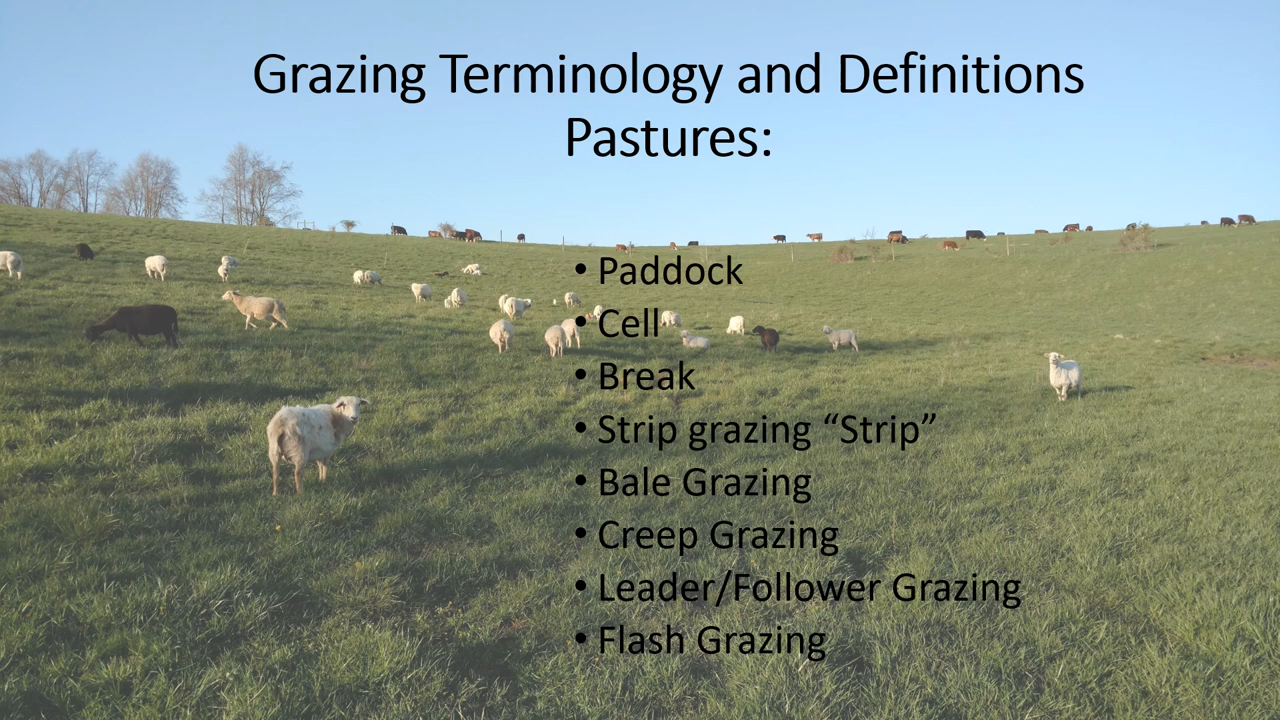 Grazing Terminology and Definitions
Pastures:
• Paddock
• Cell
• Break
• Strip grazing “Strip”
• Bale Grazing
• Creep Grazing
• Leader/Follower Grazing
• Flash Grazing